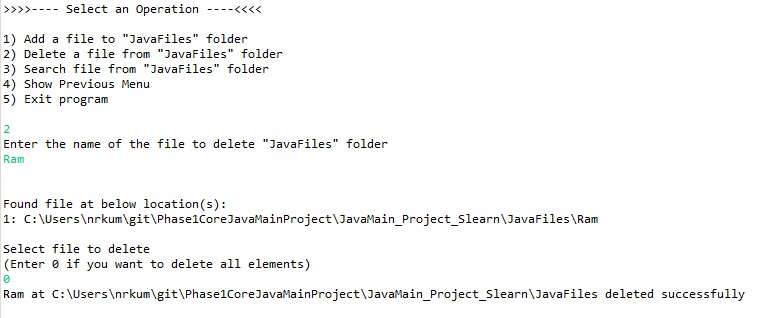 >>>>---- Select an Operation ----<<<<
1) Add a file to "JavaFiles" folder
2) Delete a file from "JavaFiles" folder
3) Search file from "JavaFiles" folder
4) Show Previous Menu
5) Exit program
2
Enter the name of the file to delete "JavaFiles" folder
Ram
Found file at below location(s):
1: C:\Users\nrkum\git\Phase1CoreJavaMainProject\JavaMain_Project_Slearn\JavaFiles\Ram
Select file to delete
(Enter 0 if you want to delete all elements)
0
Ram at C:\Users\nrkum\git\Phase1CoreJavaMainProject\JavaMain_Project_Slearn\JavaFiles deleted successfully